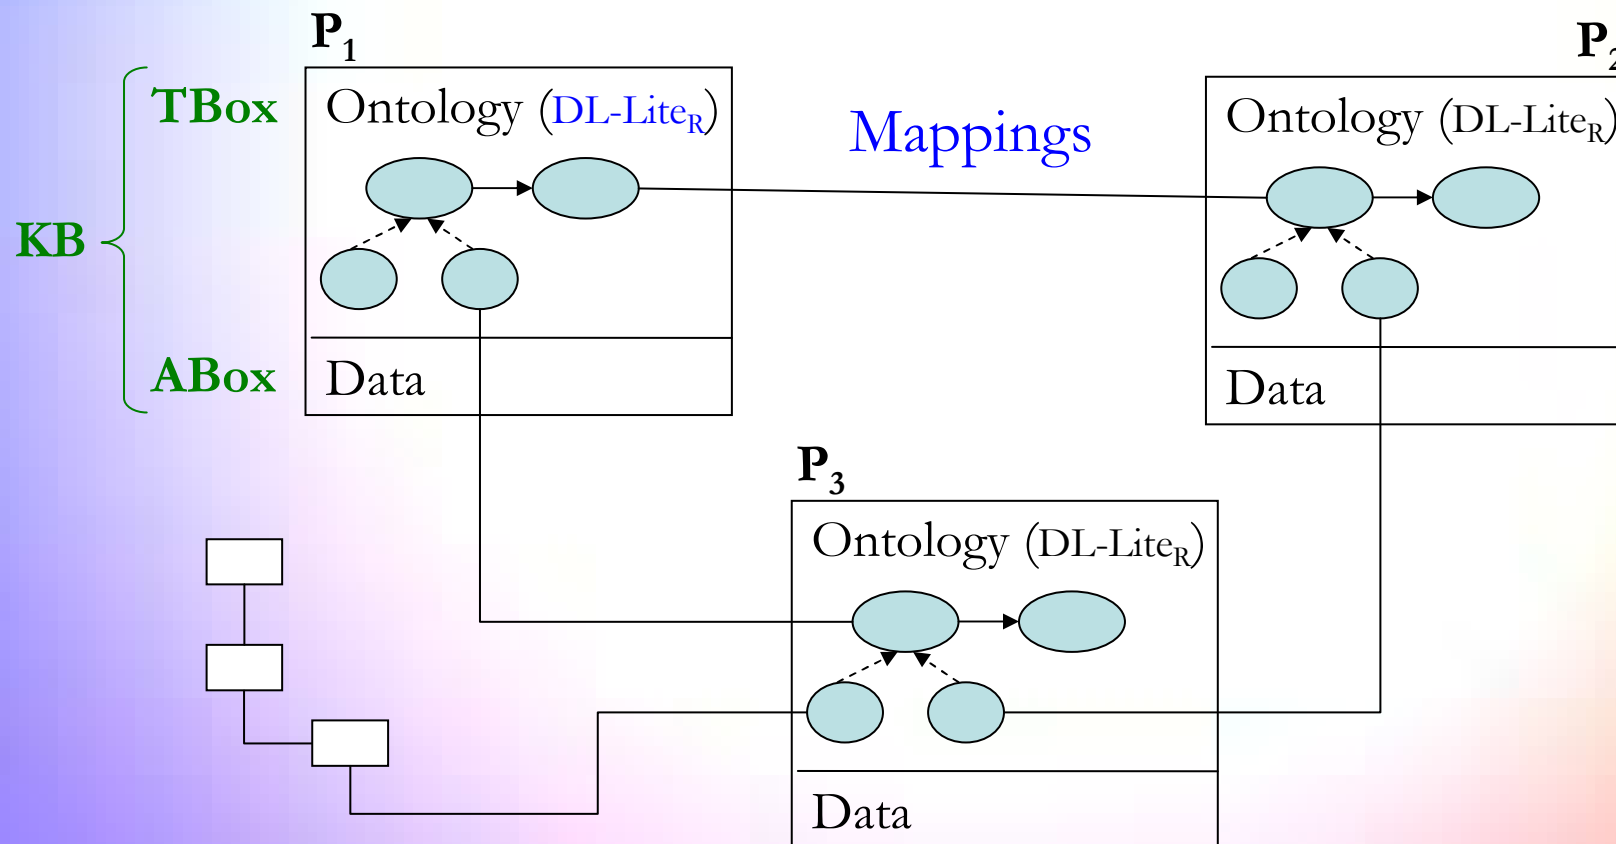 P1
P2
TBox
Ontology (DL-LiteR)
Mappings
Ontology (DL-LiteR)
KB
ABox
Data
Data
P3
Ontology (DL-LiteR)
Data